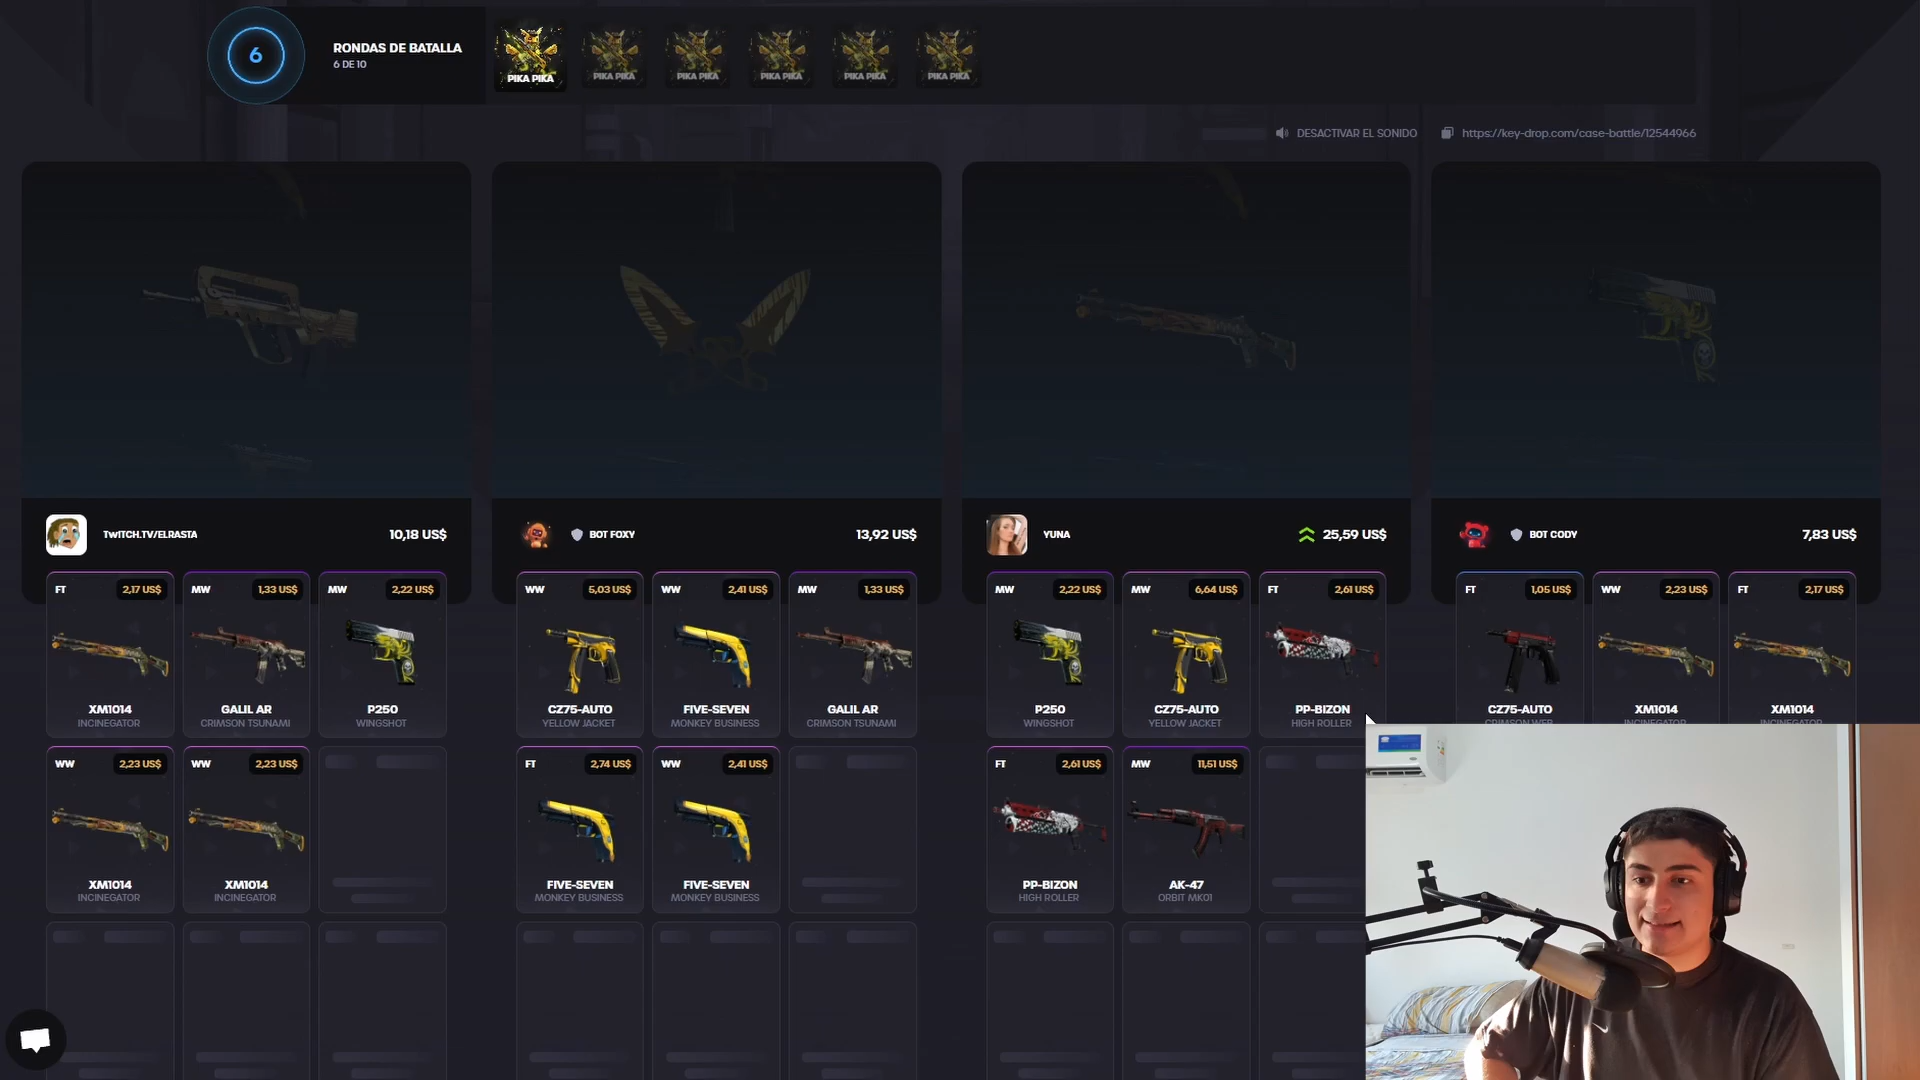 6
RONDAS DE BATALLA
6 DE 10
PIKA PIKA
PIKA PIKA
PIKA PIKA
PIKA PIKA
PIKA PIKA
PIKA PIKA
DESACTIVAR EL SONIDO
https://key-drop.com/case-battle/12544966
TWITCH.TV/ELRASTA
10,18 US$
BOT FOXY
13,92 US$
YUNA
25,59 US$
BOT CODY
7,83 US$
FT
2,17 US$
XM1014
INCINEGATOR
MW
1,33 US$
GALIL AR
CRIMSON TSUNAMI
MW
2,22 US$
P250
WINGSHOT
WW
5,03 US$
CZ75-AUTO
YELLOW JACKET
WW
2,41 US$
FIVE-SEVEN
MONKEY BUSINESS
MW
1,33 US$
GALIL AR
CRIMSON TSUNAMI
MW
2,22 US$
P250
WINGSHOT
MW
6,64 US$
CZ75-AUTO
YELLOW JACKET
FT
2,61 US$
PP-BIZON
HIGH ROLLER
FT
1,05 US$
CZ75-AUTO
CRIMSON WEB
WW
2,23 US$
XM1014
INCINEGATOR
FT
2,17 US$
XM1014
INCINEGATOR
WW
2,23 US$
XM1014
INCINEGATOR
WW
2,23 US$
XM1014
INCINEGATOR
FT
2,74 US$
FIVE-SEVEN
MONKEY BUSINESS
WW
2,41 US$
FIVE-SEVEN
MONKEY BUSINESS
FT
2,61 US$
PP-BIZON
HIGH ROLLER
MW
11,51 US$
AK-47
ORBIT MK01